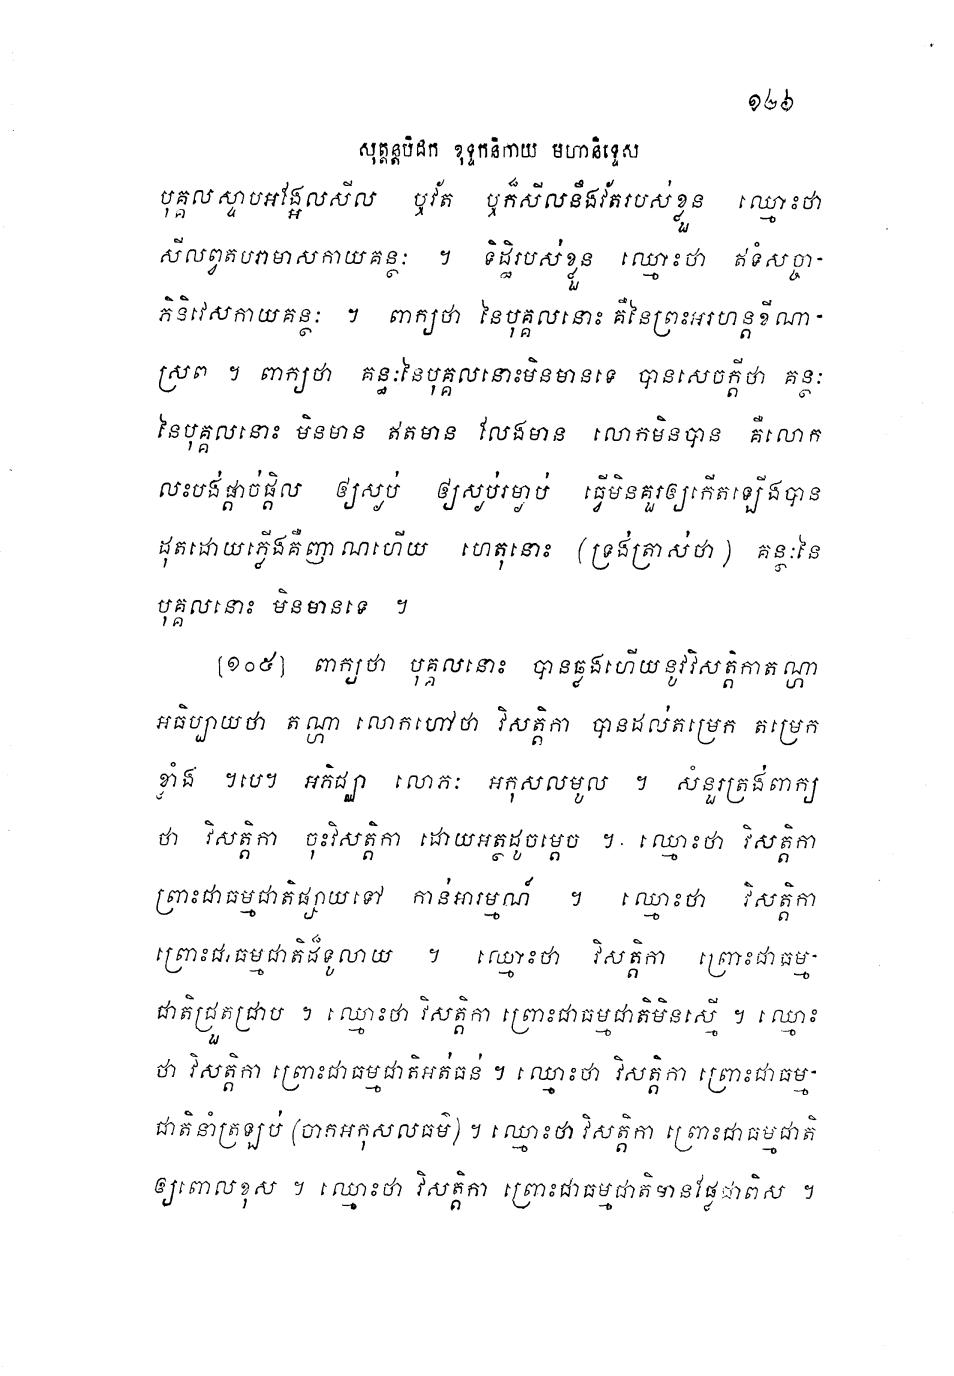 ១២៦
សុត្តន្តបិដក ខុទ្ទកនិកាយ មហានិទ្ទេស
បុគ្គលស្ទាបអង្អែលសីល ឬវ័ត ឬក៏សីលនឹងវ័តរបស់ខ្លួន ឈ្មោះថា
សីលព្វតបរាមាសកាយគន្ថៈ ។ ទិដ្ឋិរបស់ខ្លួន ឈ្មោះថា ឥទំសច្ចា-
ភិនិវេសកាយគន្ថៈ ។ ពាក្យថា នៃបុគ្គលនោះ គឺនៃព្រះអរហន្តខីណា-
ស្រព ។ ពាក្យថា គន្ថៈនៃបុគ្គលនោះមិនមានទេ បានសេចក្តីថា គន្ថៈ
នៃបុគ្គលនោះ មិនមាន ឥតមាន លែងមាន លោកមិនបាន គឺលោក
លះបង់ផ្តាច់ផ្តិល ឲ្យស្ងប់ ឲ្យស្ងប់រម្ងាប់ ធ្វើមិនគួរឲ្យកើតឡើងបាន
ដុតដោយភ្លើងគឺញាណហើយ ហេតុនោះ (ទ្រង់ត្រាស់ថា) គន្ថៈនៃ
បុគ្គលនោះ មិនមានទេ ។
[១០៥] ពាក្យថា បុគ្គលនោះ បានឆ្លងហើយនូវវិសត្តិកាតណ្ហា
អធិប្បាយថា តណ្ហា លោកហៅថា វិសត្តិកា បានដល់តម្រេក តម្រេក
ខ្លាំង ។បេ។ អភិជ្ឈា លោភៈ អកុសលមូល ។ សំនួរត្រង់ពាក្យ
ថា វិសត្តិកា ចុះវិសត្តិកា ដោយអត្ថដូចម្តេច ។ ឈ្មោះថា វិសត្តិកា
ព្រោះជាធម្មជាតិផ្សាយទៅ កាន់អារម្មណ៍ ។ ឈ្មោះថា វិសត្តិកា
ព្រោះជាធម្មជាតិដ៏ទូលាយ ។ ឈ្មោះថា វិសត្តិកា ព្រោះជាធម្ម-
ជាតិជ្រួតជ្រាប ។ ឈ្មោះថា វិសត្តិកា ព្រោះជាធម្មជាតិមិនស្មើ ។ ឈ្មោះ
ថា វិសត្តិកា ព្រោះជាធម្មជាតិអត់ធន់ ។ ឈ្មោះថា វិសត្តិកា ព្រោះជាធម្ម-
ជាតិនាំត្រឡប់ (ចាកអកុសលធម៌) ។ ឈ្មោះថា វិសត្តិកា ព្រោះជាធម្មជាតិ
ឲ្យពោលខុស ។ ឈ្មោះថា វិសត្តិកា ព្រោះជាធម្មជាតិមានផ្លែជាពិស ។